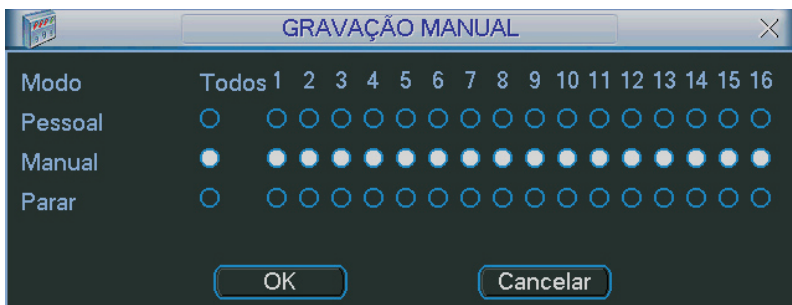 GRAVAÇÃO MANUAL
Modo Todos 1 2 3 4 5 6 7 8 9 10 11 12 13 14 15 16
Pessoal
Manual
Parar
OK Cancelar